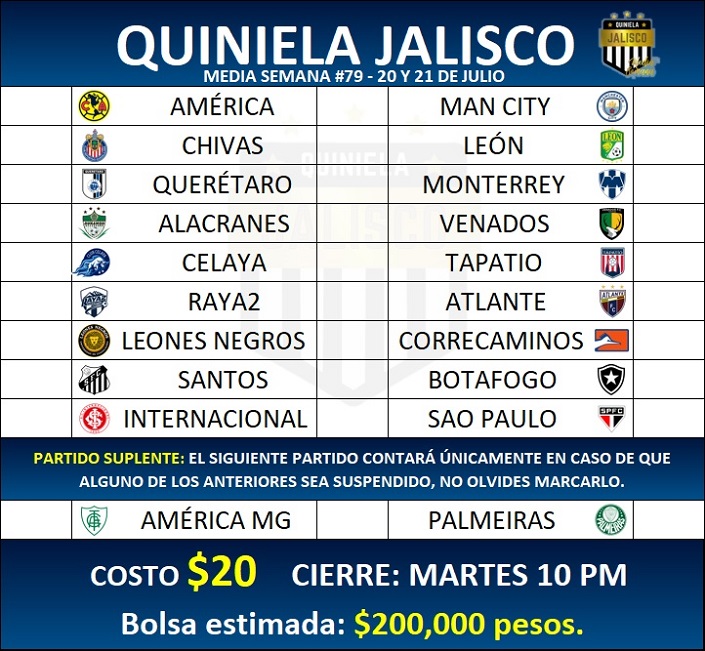 QUINIELA JALISCO
MEDIA SEMANA #79 - 20 Y 21 DE JULIO
AMÉRICA MAN CITY
CHIVAS LEÓN
QUERÉTARO MONTERREY
ALACRANES VENADOS
CELAYA TAPATIO
RAYA2 ATLANTE
LEONES NEGROS CORRECAMINOS
SANTOS BOTAFOGO
INTERNACIONAL SAO PAULO
PARTIDO SUPLENTE: EL SIGUIENTE PARTIDO CONTARÁ ÚNICAMENTE EN CASO DE QUE
ALGUNO DE LOS ANTERIORES SEA SUSPENDIDO, NO OLVIDES MARCARLO.
AMÉRICA MG PALMEIRAS
COSTO $20 CIERRE: MARTES 10 PM
Bolsa estimada: $200,000 pesos.